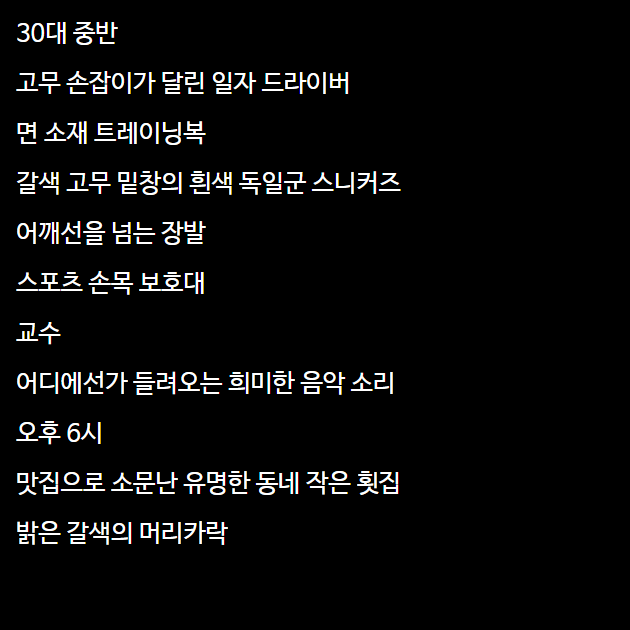 30대 중반
고무 손잡이가 달린 일자 드라이버
면 소재 트레이닝복
갈색 고무 밑창의 흰색 독일군 스니커즈
어깨선을 넘는 장발
스포츠 손목 보호대
교수
어디에선가 들려오는 희미한 음악 소리
오후 6시
맛집으로 소문난 유명한 동네 작은 횟집
밝은 갈색의 머리카락